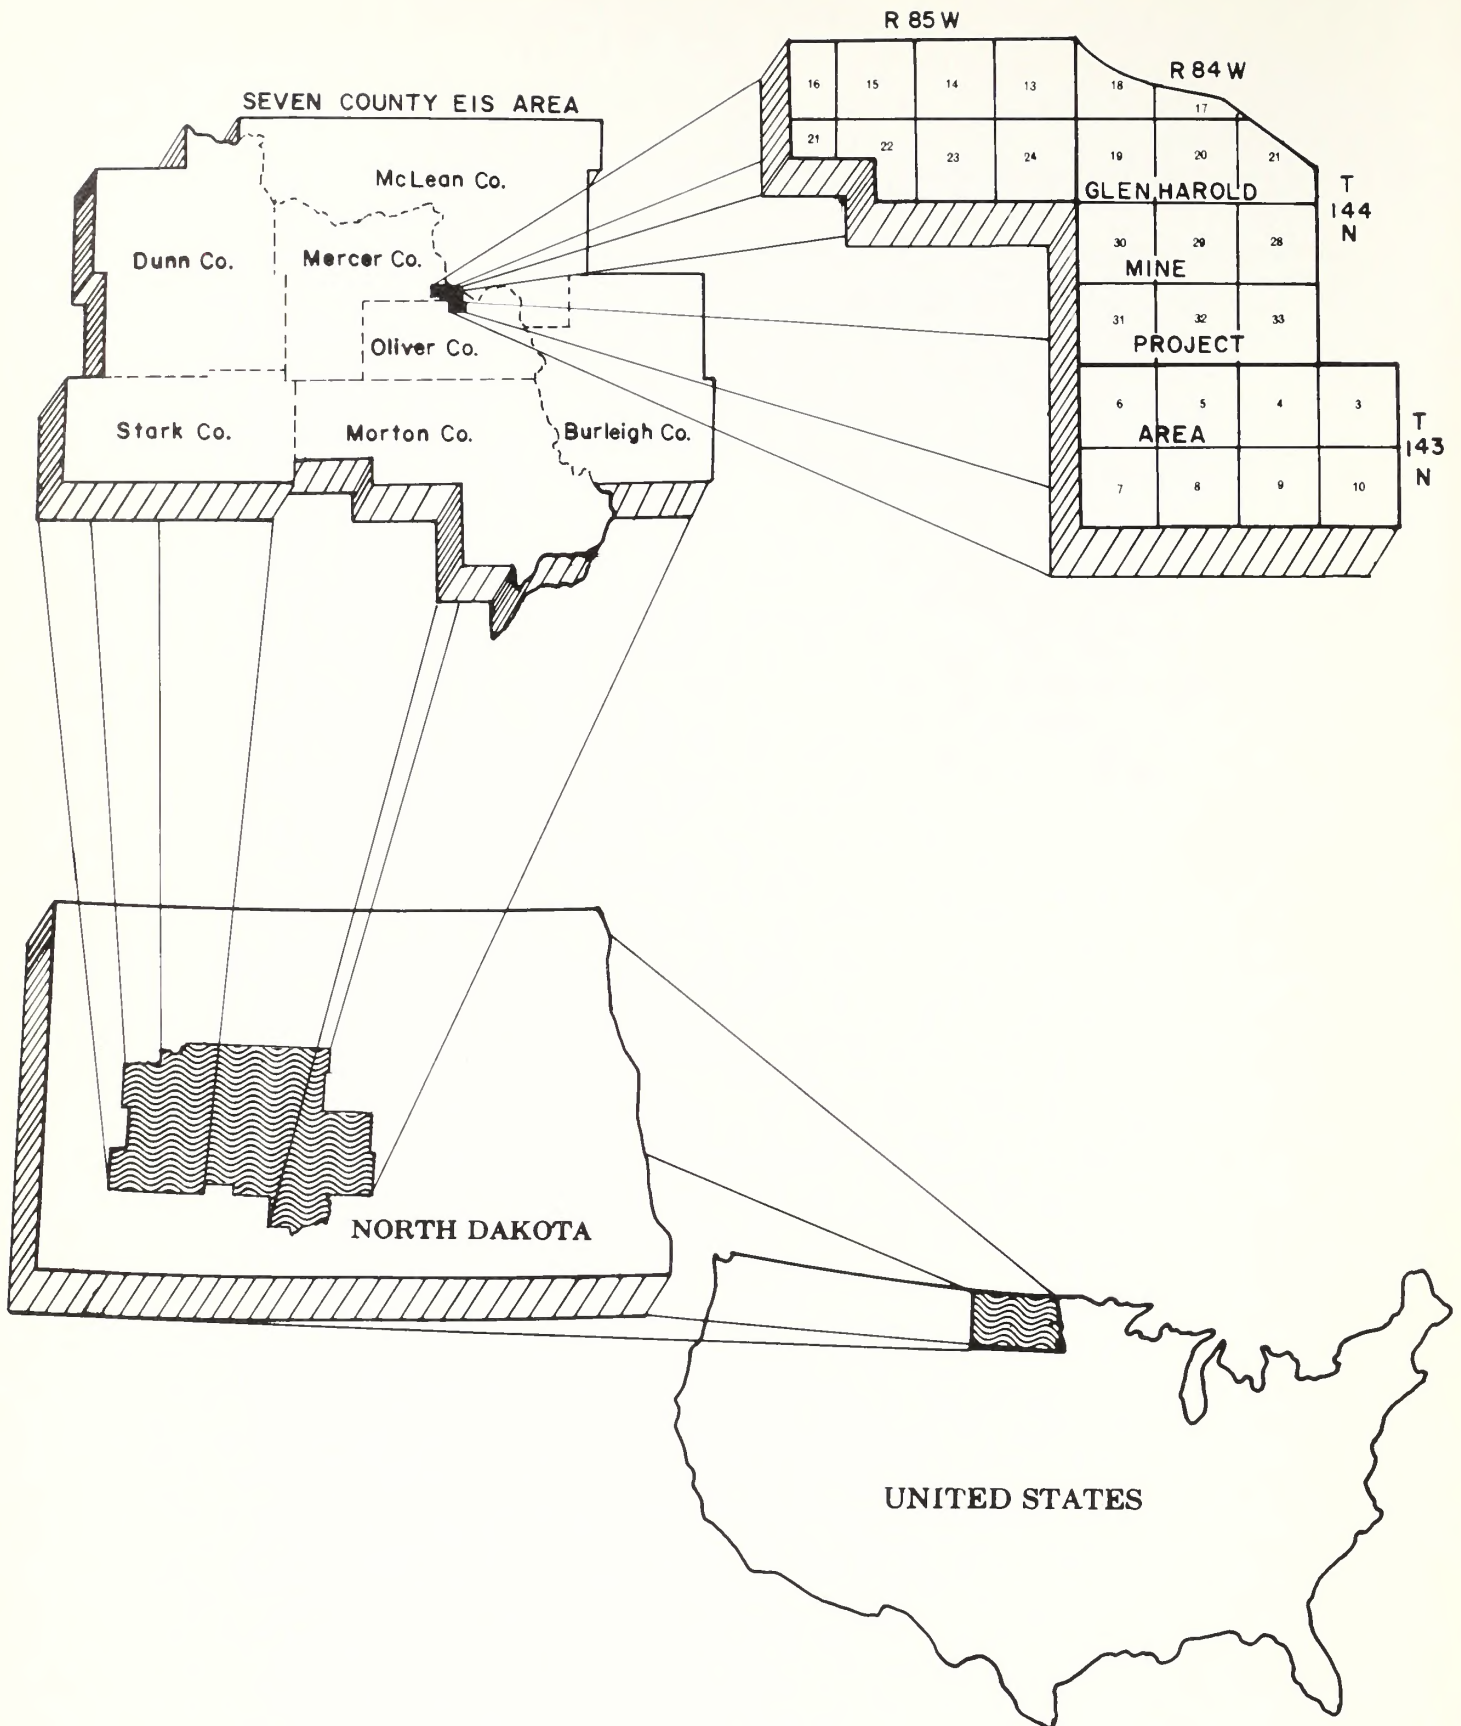 R 85 W
R 84 W
SEVEN COUNTY EIS AREA
16 15 14 13 18 17
21 22 23 24 19 20 21
McLean Co.
GLEN HAROLD
T
144
N
Dunn Co. Mercer Co.
30 29 28
MINE
31 32 33
PROJECT
Oliver Co.
6 5 4 3
AREA
T
143
N
Stark Co. Morton Co. Burleigh Co.
7 8 9 10
NORTH DAKOTA
UNITED STATES